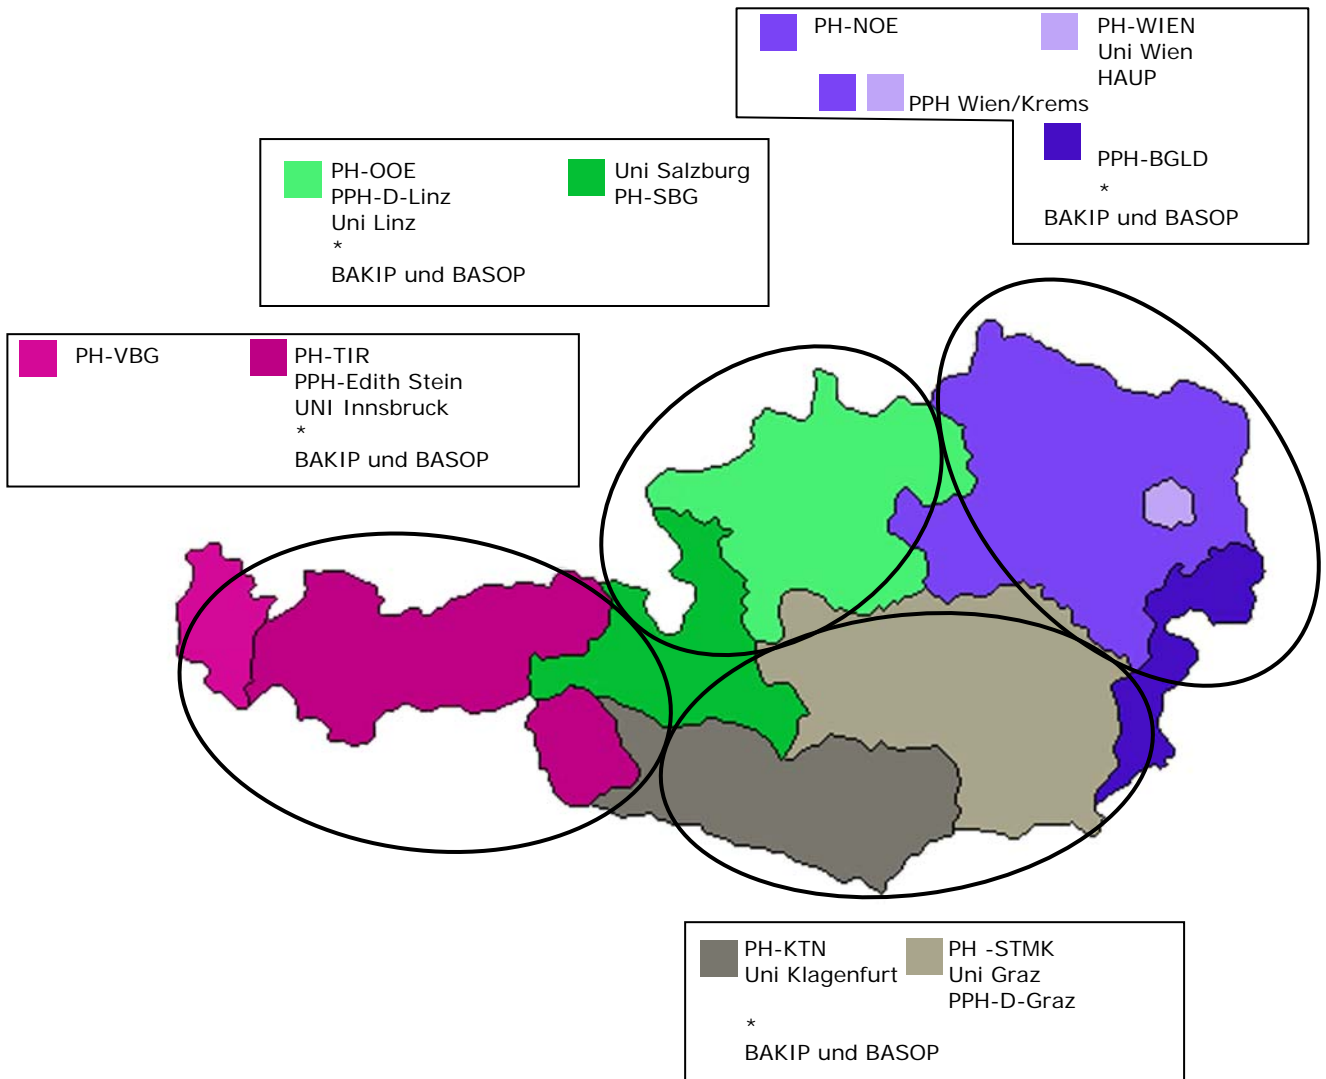 PH-NOE
PH-WIEN
Uni Wien
HAUP
PPH Wien/Krems
PPH-BGLD
*
BAKIP und BASOP
PH-OOE
PPH-D-Linz
Uni Linz
*
BAKIP und BASOP
Uni Salzburg
PH-SBG
PH-VBG
PH-TIR
PPH-Edith Stein
UNI Innsbruck
*
BAKIP und BASOP
PH-KTN
Uni Klagenfurt
*
BAKIP und BASOP
PH -STMK
Uni Graz
PPH-D-Graz